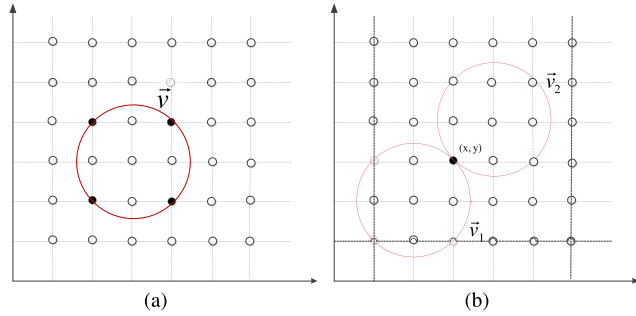 v⃗
v⃗₂
(x, y)
v⃗₁
(a)
(b)